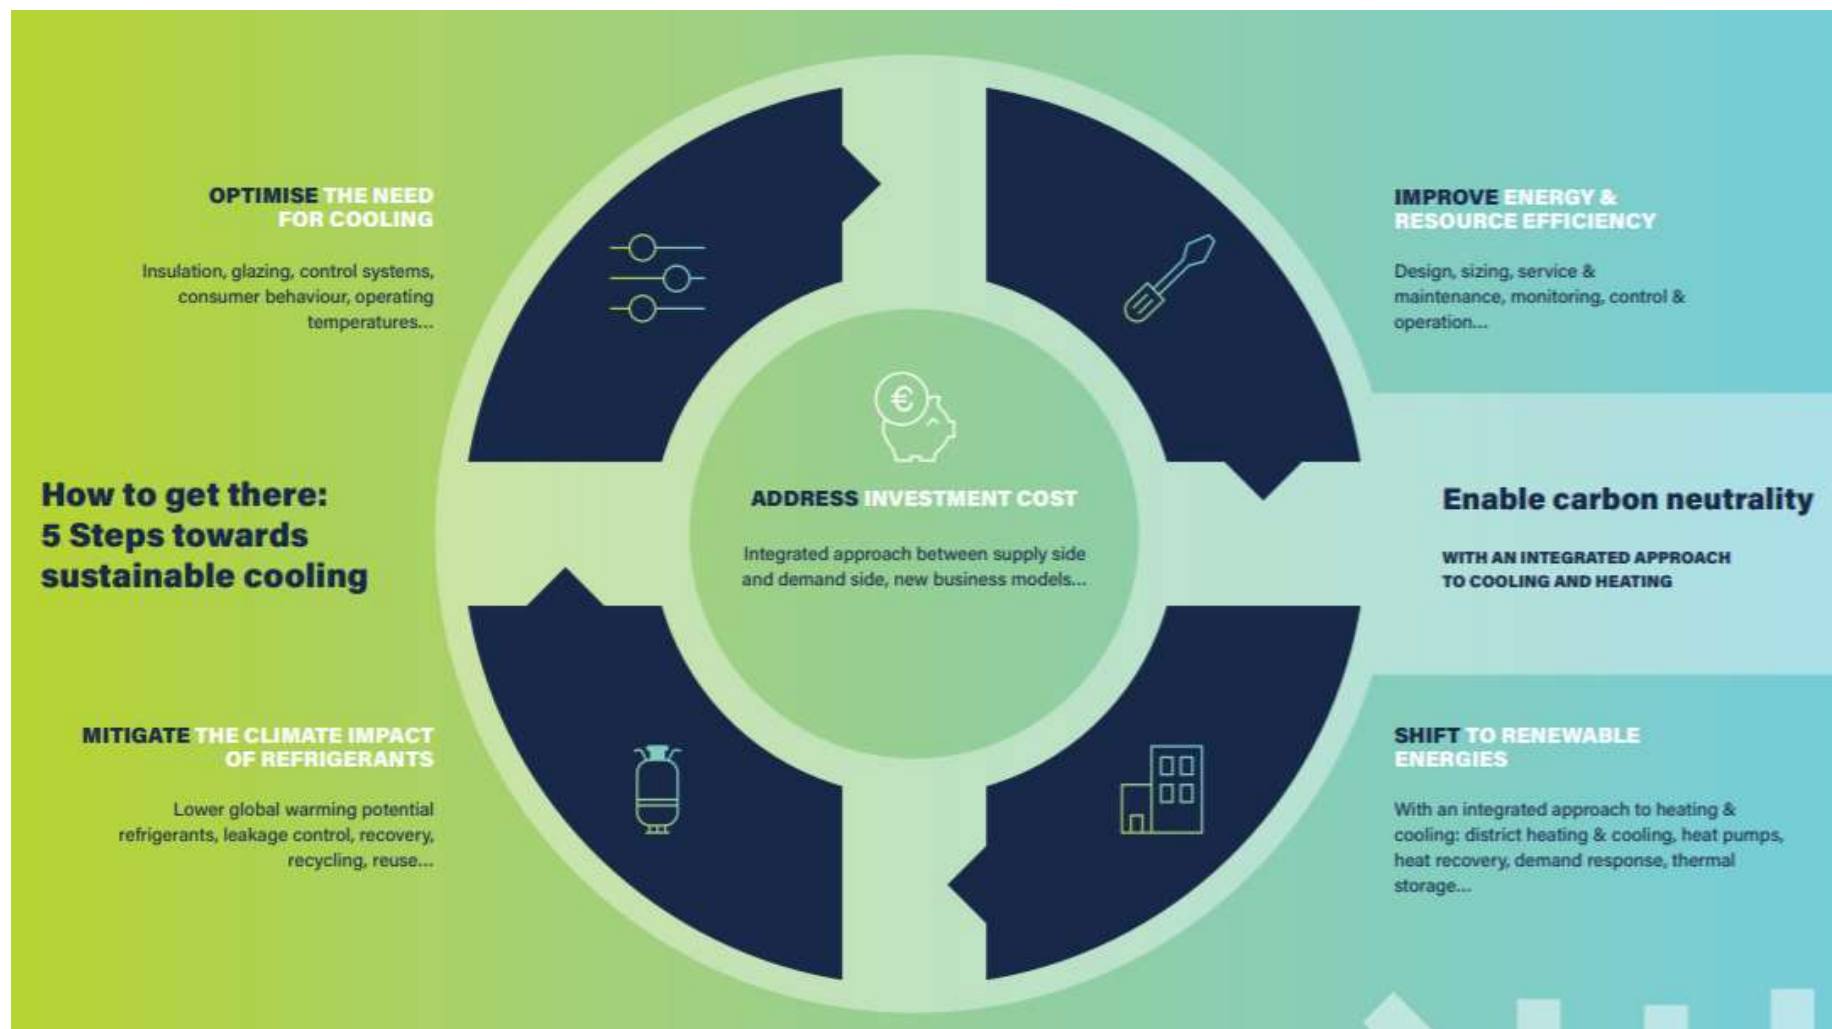 How to get there:
5 Steps towards
sustainable cooling
OPTIMISE THE NEED
FOR COOLING
Insulation, glazing, control systems,
consumer behaviour, operating
temperatures...
IMPROVE ENERGY &
RESOURCE EFFICIENCY
Design, sizing, service &
maintenance, monitoring, control &
operation...
€
ADDRESS INVESTMENT COST
Integrated approach between supply side
and demand side, new business models...
Enable carbon neutrality
WITH AN INTEGRATED APPROACH
TO COOLING AND HEATING
MITIGATE THE CLIMATE IMPACT
OF REFRIGERANTS
Lower global warming potential
refrigerants, leakage control, recovery,
recycling, reuse...
SHIFT TO RENEWABLE
ENERGIES
With an integrated approach to heating &
cooling: district heating & cooling, heat pumps,
heat recovery, demand response, thermal
storage...